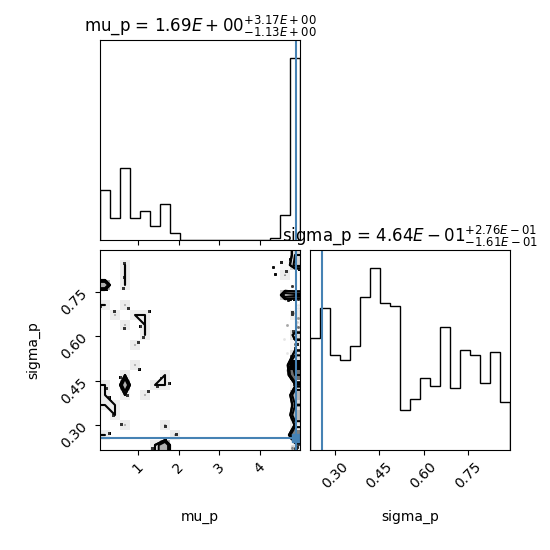 mu_p = 1.69E + 00+3.17E+00−1.13E+00
sigma_p = 4.64E − 01+2.76E−01−1.61E−01
sigma_p
0.75
0.60
0.45
0.30
1 2 3 4
0.30 0.45 0.60 0.75
mu_p
sigma_p